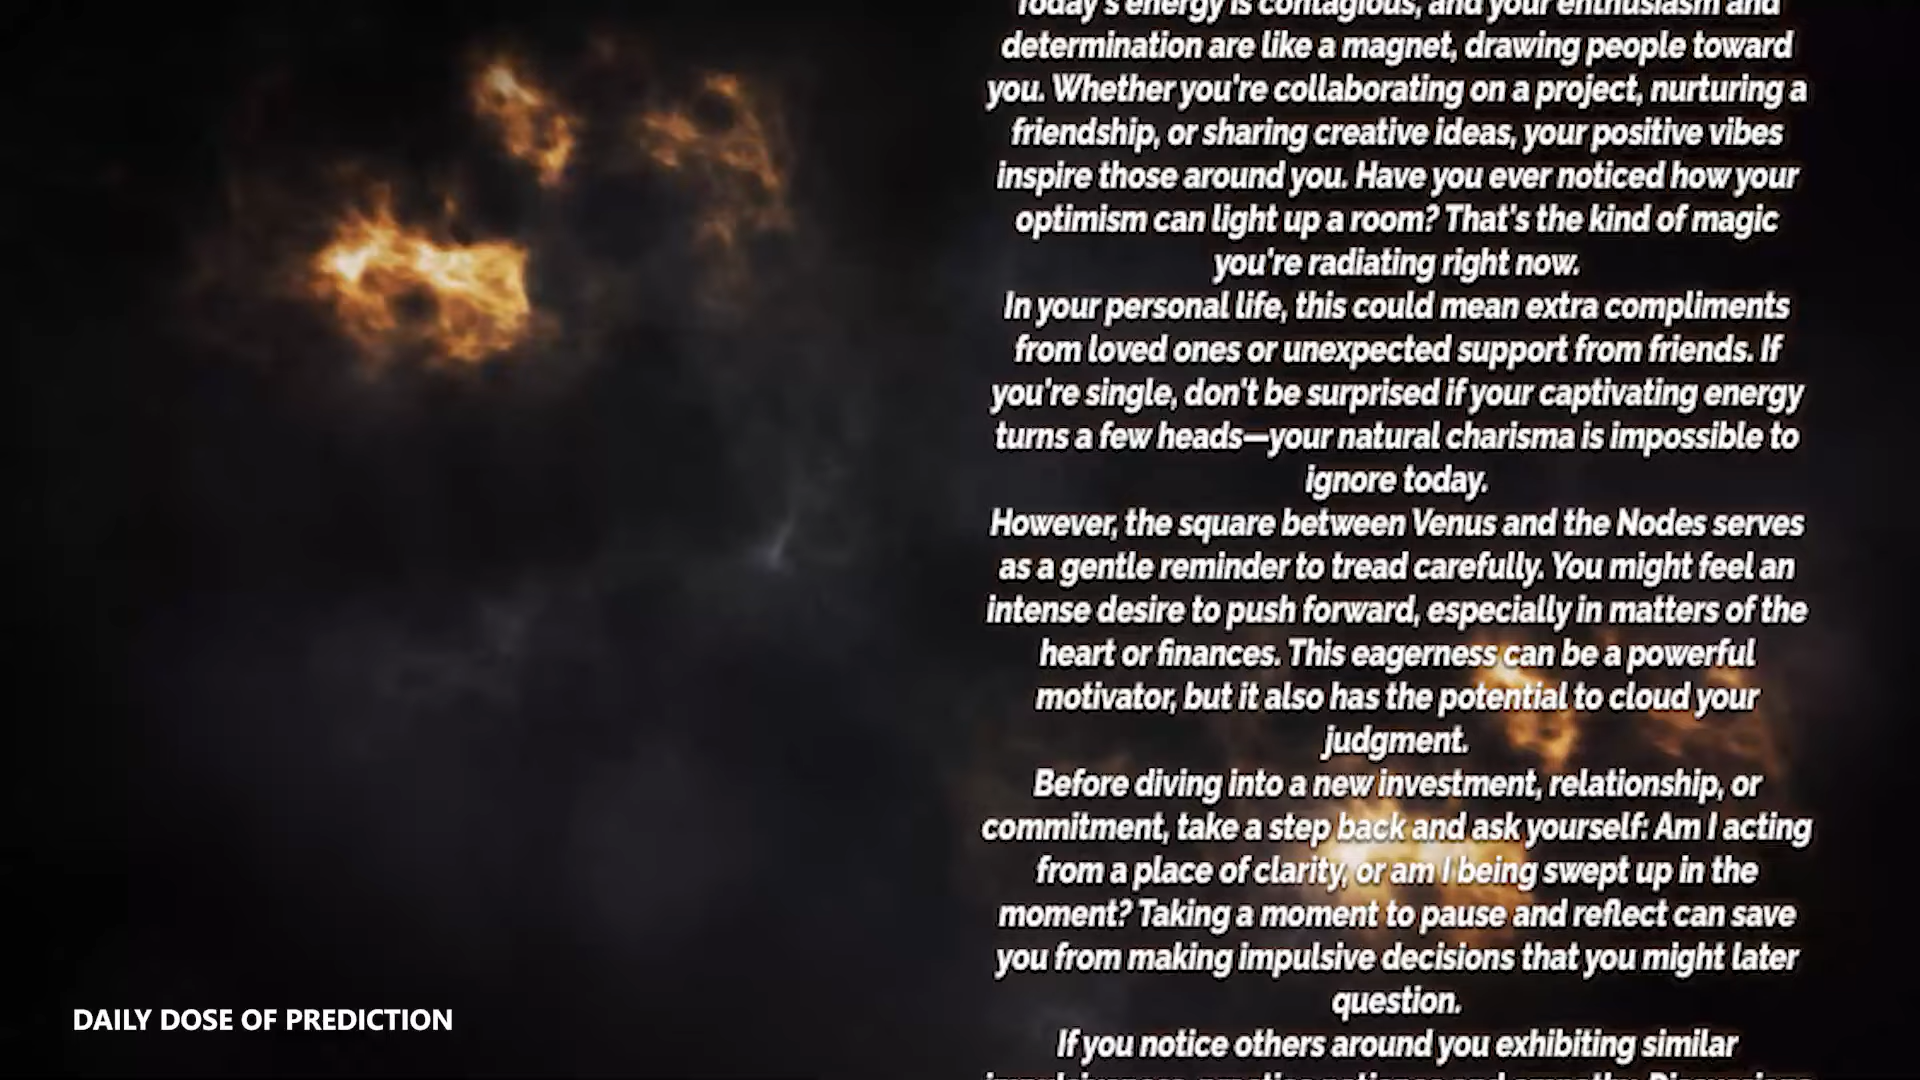 Today's energy is contagious, and your enthusiasm and
determination are like a magnet, drawing people toward
you. Whether you're collaborating on a project, nurturing a
friendship, or sharing creative ideas, your positive vibes
inspire those around you. Have you ever noticed how your
optimism can light up a room? That's the kind of magic
you're radiating right now.
In your personal life, this could mean extra compliments
from loved ones or unexpected support from friends. If
you're single, don't be surprised if your captivating energy
turns a few heads—your natural charisma is impossible to
ignore today.
However, the square between Venus and the Nodes serves
as a gentle reminder to tread carefully. You might feel an
intense desire to push forward, especially in matters of the
heart or finances. This eagerness can be a powerful
motivator, but it also has the potential to cloud your
judgment.
Before diving into a new investment, relationship, or
commitment, take a step back and ask yourself: Am I acting
from a place of clarity, or am I being swept up in the
moment? Taking a moment to pause and reflect can save
you from making impulsive decisions that you might later
question.
If you notice others around you exhibiting similar
DAILY DOSE OF PREDICTION